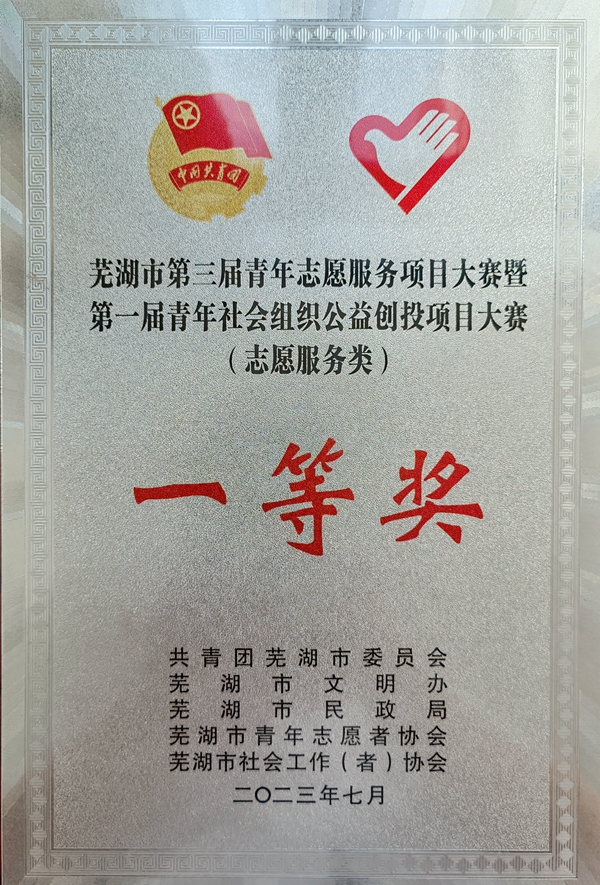 中国共青团
芜湖市第三届青年志愿服务项目大赛暨
第一届青年社会组织公益创投项目大赛
（志愿服务类）
一等奖
共青团芜湖市委员会
芜湖市文明办
芜湖市民政局
芜湖市青年志愿者协会
芜湖市社会工作（者）协会
二〇二三年七月